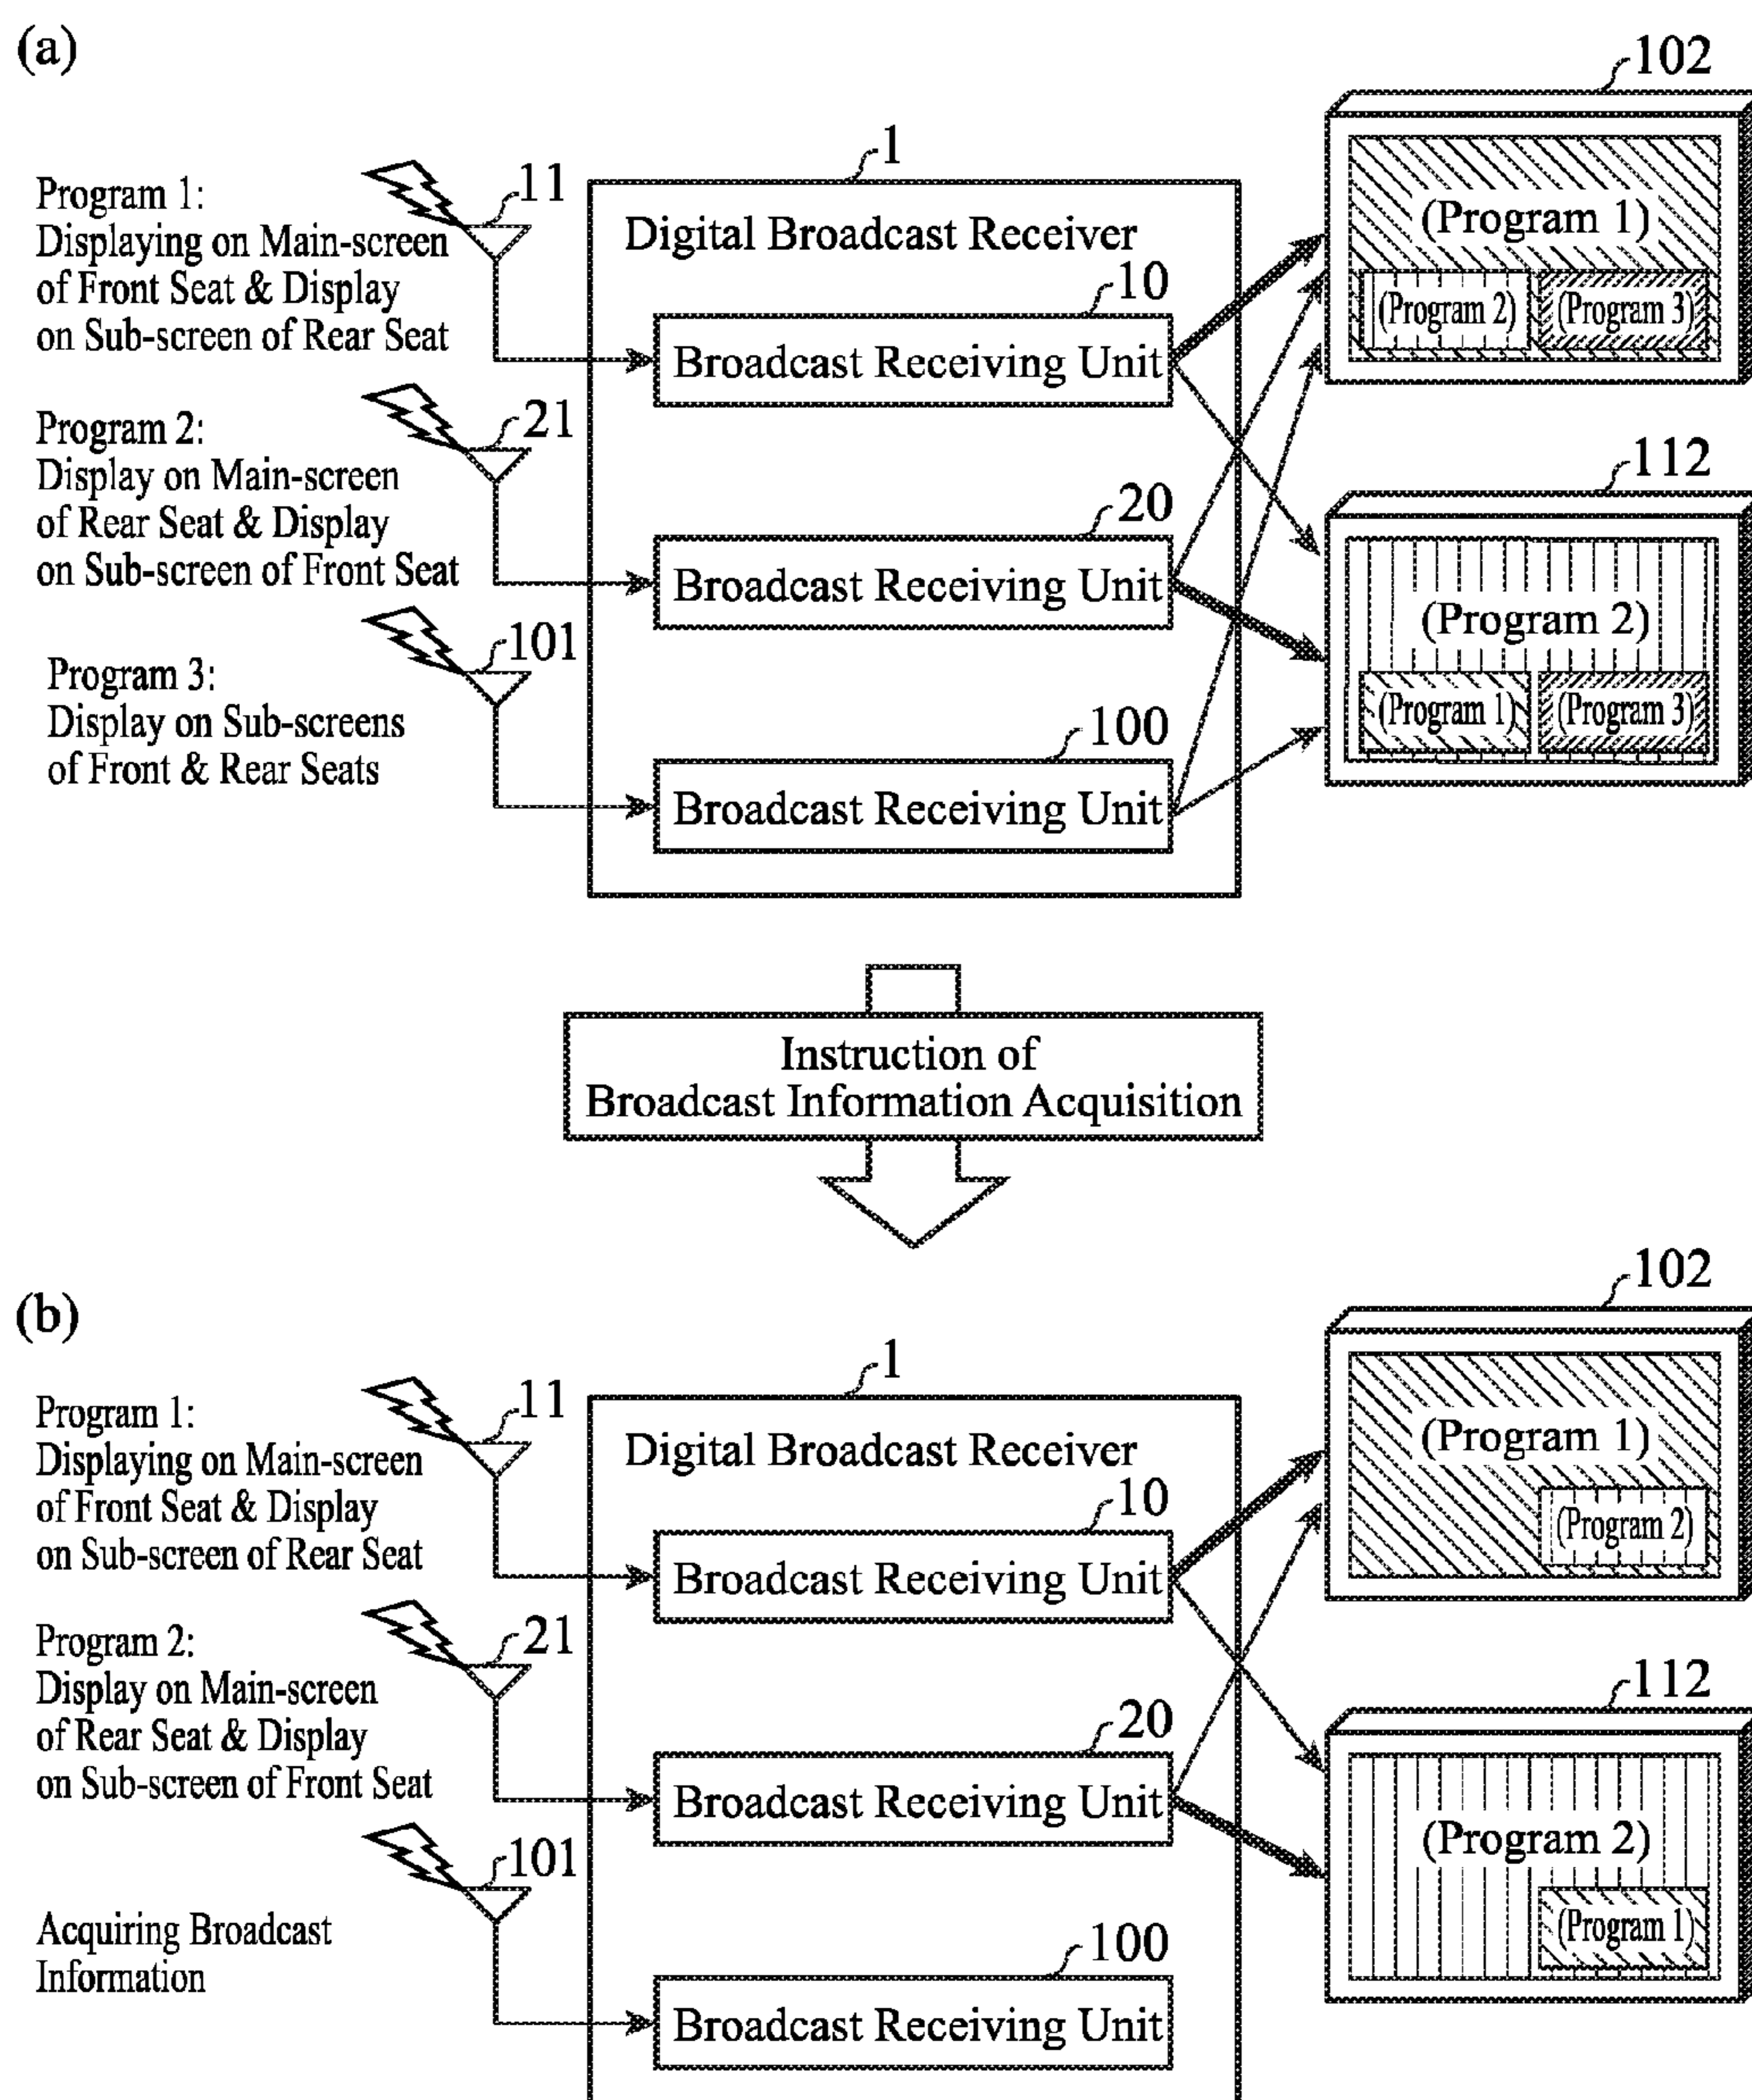 (a)
102
1
Program 1:
Displaying on Main-screen
of Front Seat & Display
on Sub-screen of Rear Seat
11
Digital Broadcast Receiver
(Program 1)
(Program 2)
(Program 3)
10
Broadcast Receiving Unit
Program 2:
Display on Main-screen
of Rear Seat & Display
on Sub-screen of Front Seat
21
20
Broadcast Receiving Unit
112
(Program 2)
(Program 1)
(Program 3)
Program 3:
Display on Sub-screens
of Front & Rear Seats
101
100
Broadcast Receiving Unit
Instruction of
Broadcast Information Acquisition
(b)
102
1
Program 1:
Displaying on Main-screen
of Front Seat & Display
on Sub-screen of Rear Seat
11
Digital Broadcast Receiver
(Program 1)
(Program 2)
10
Broadcast Receiving Unit
Program 2:
Display on Main-screen
of Rear Seat & Display
on Sub-screen of Front Seat
21
20
Broadcast Receiving Unit
112
(Program 2)
(Program 1)
Acquiring Broadcast
Information
101
100
Broadcast Receiving Unit